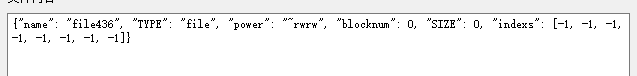 {"name": "file436", "TYPE": "file", "power": "~rwrw", "blocknum": 0, "SIZE": 0, "indexs": [-1, -1, -1,
-1, -1, -1, -1, -1]}